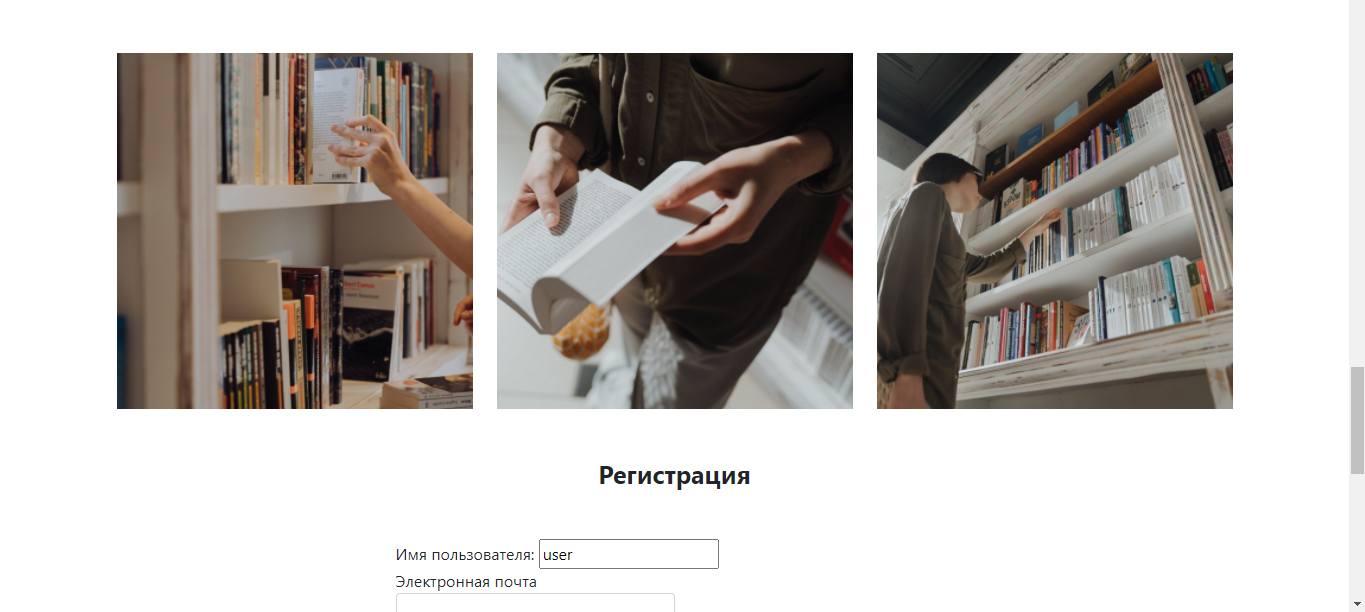 Регистрация
Имя пользователя: user
Электронная почта